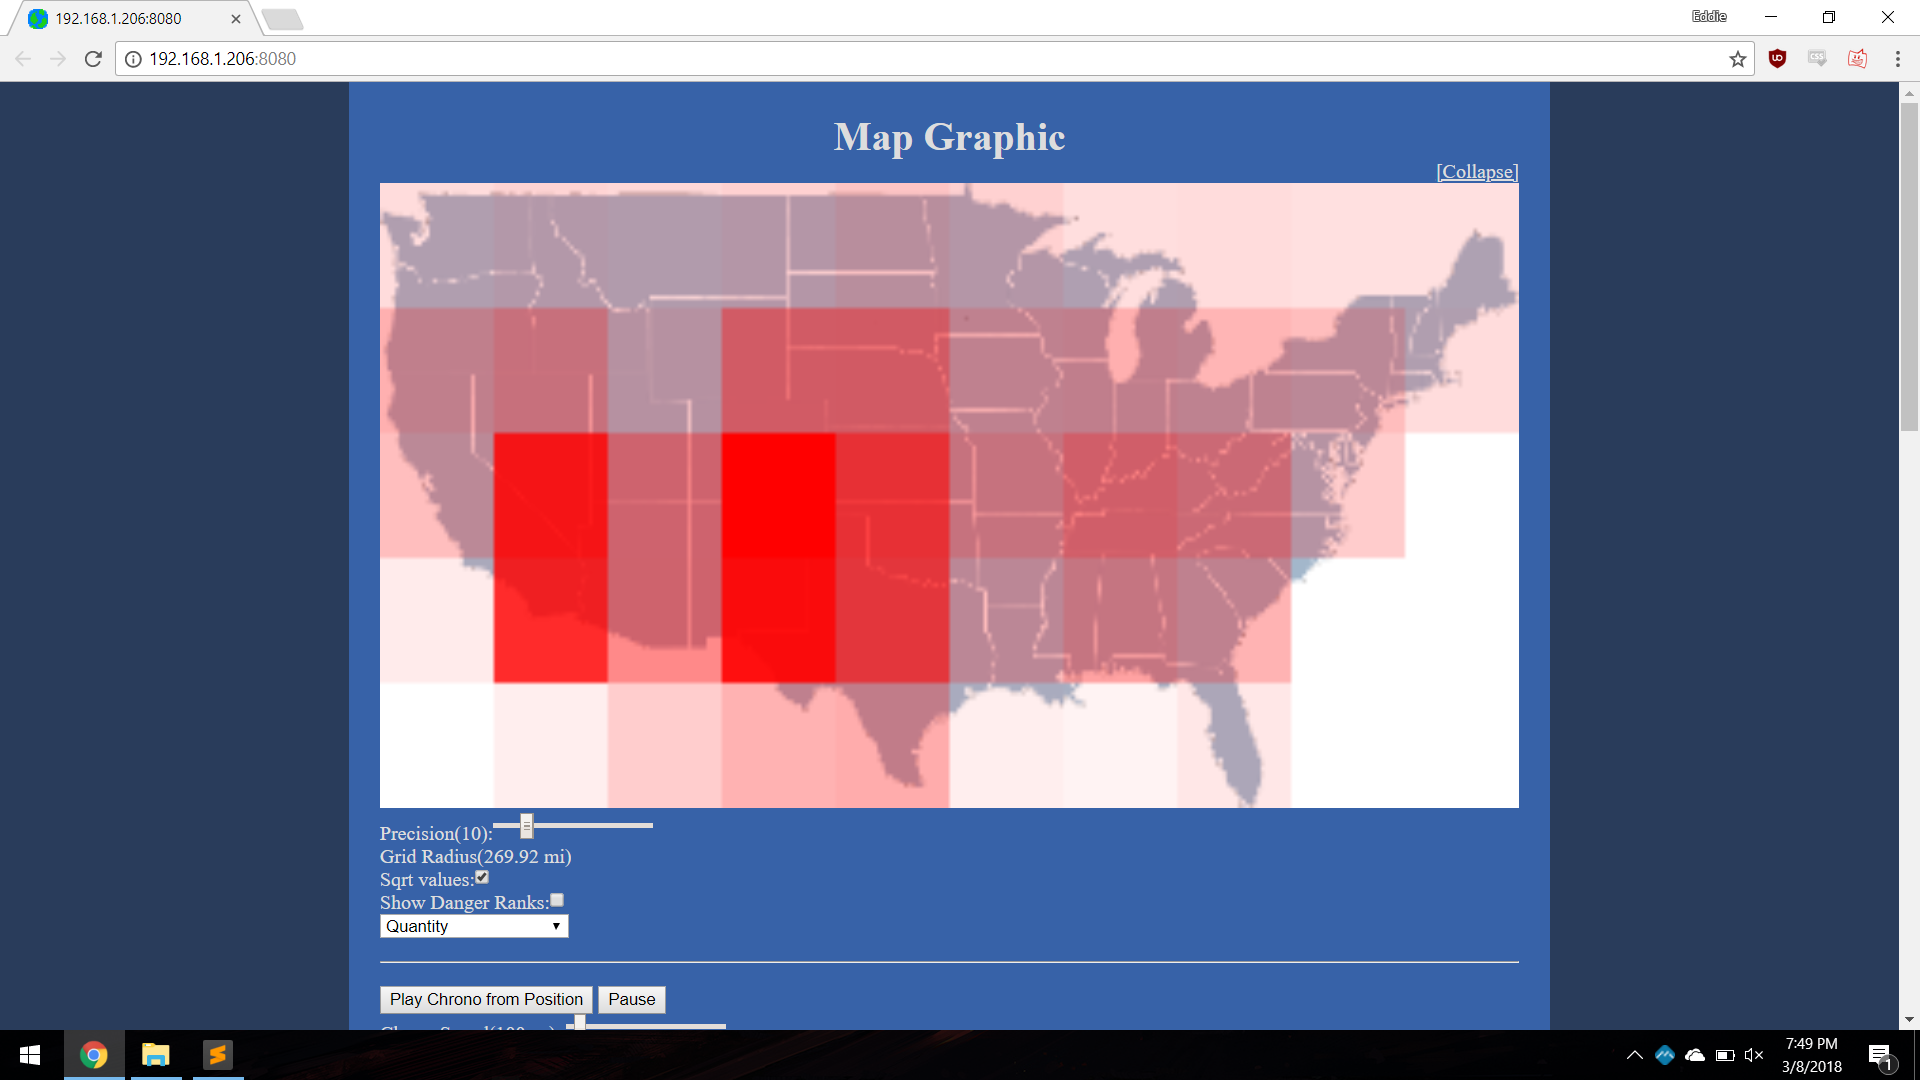 192.168.1.206:8080
Eddie
192.168.1.206:8080
Map Graphic
[Collapse]
Precision(10):
Grid Radius(269.92 mi)
Sqrt values:
Show Danger Ranks:
Quantity
Play Chrono from Position Pause
7:49 PM
3/8/2018
1